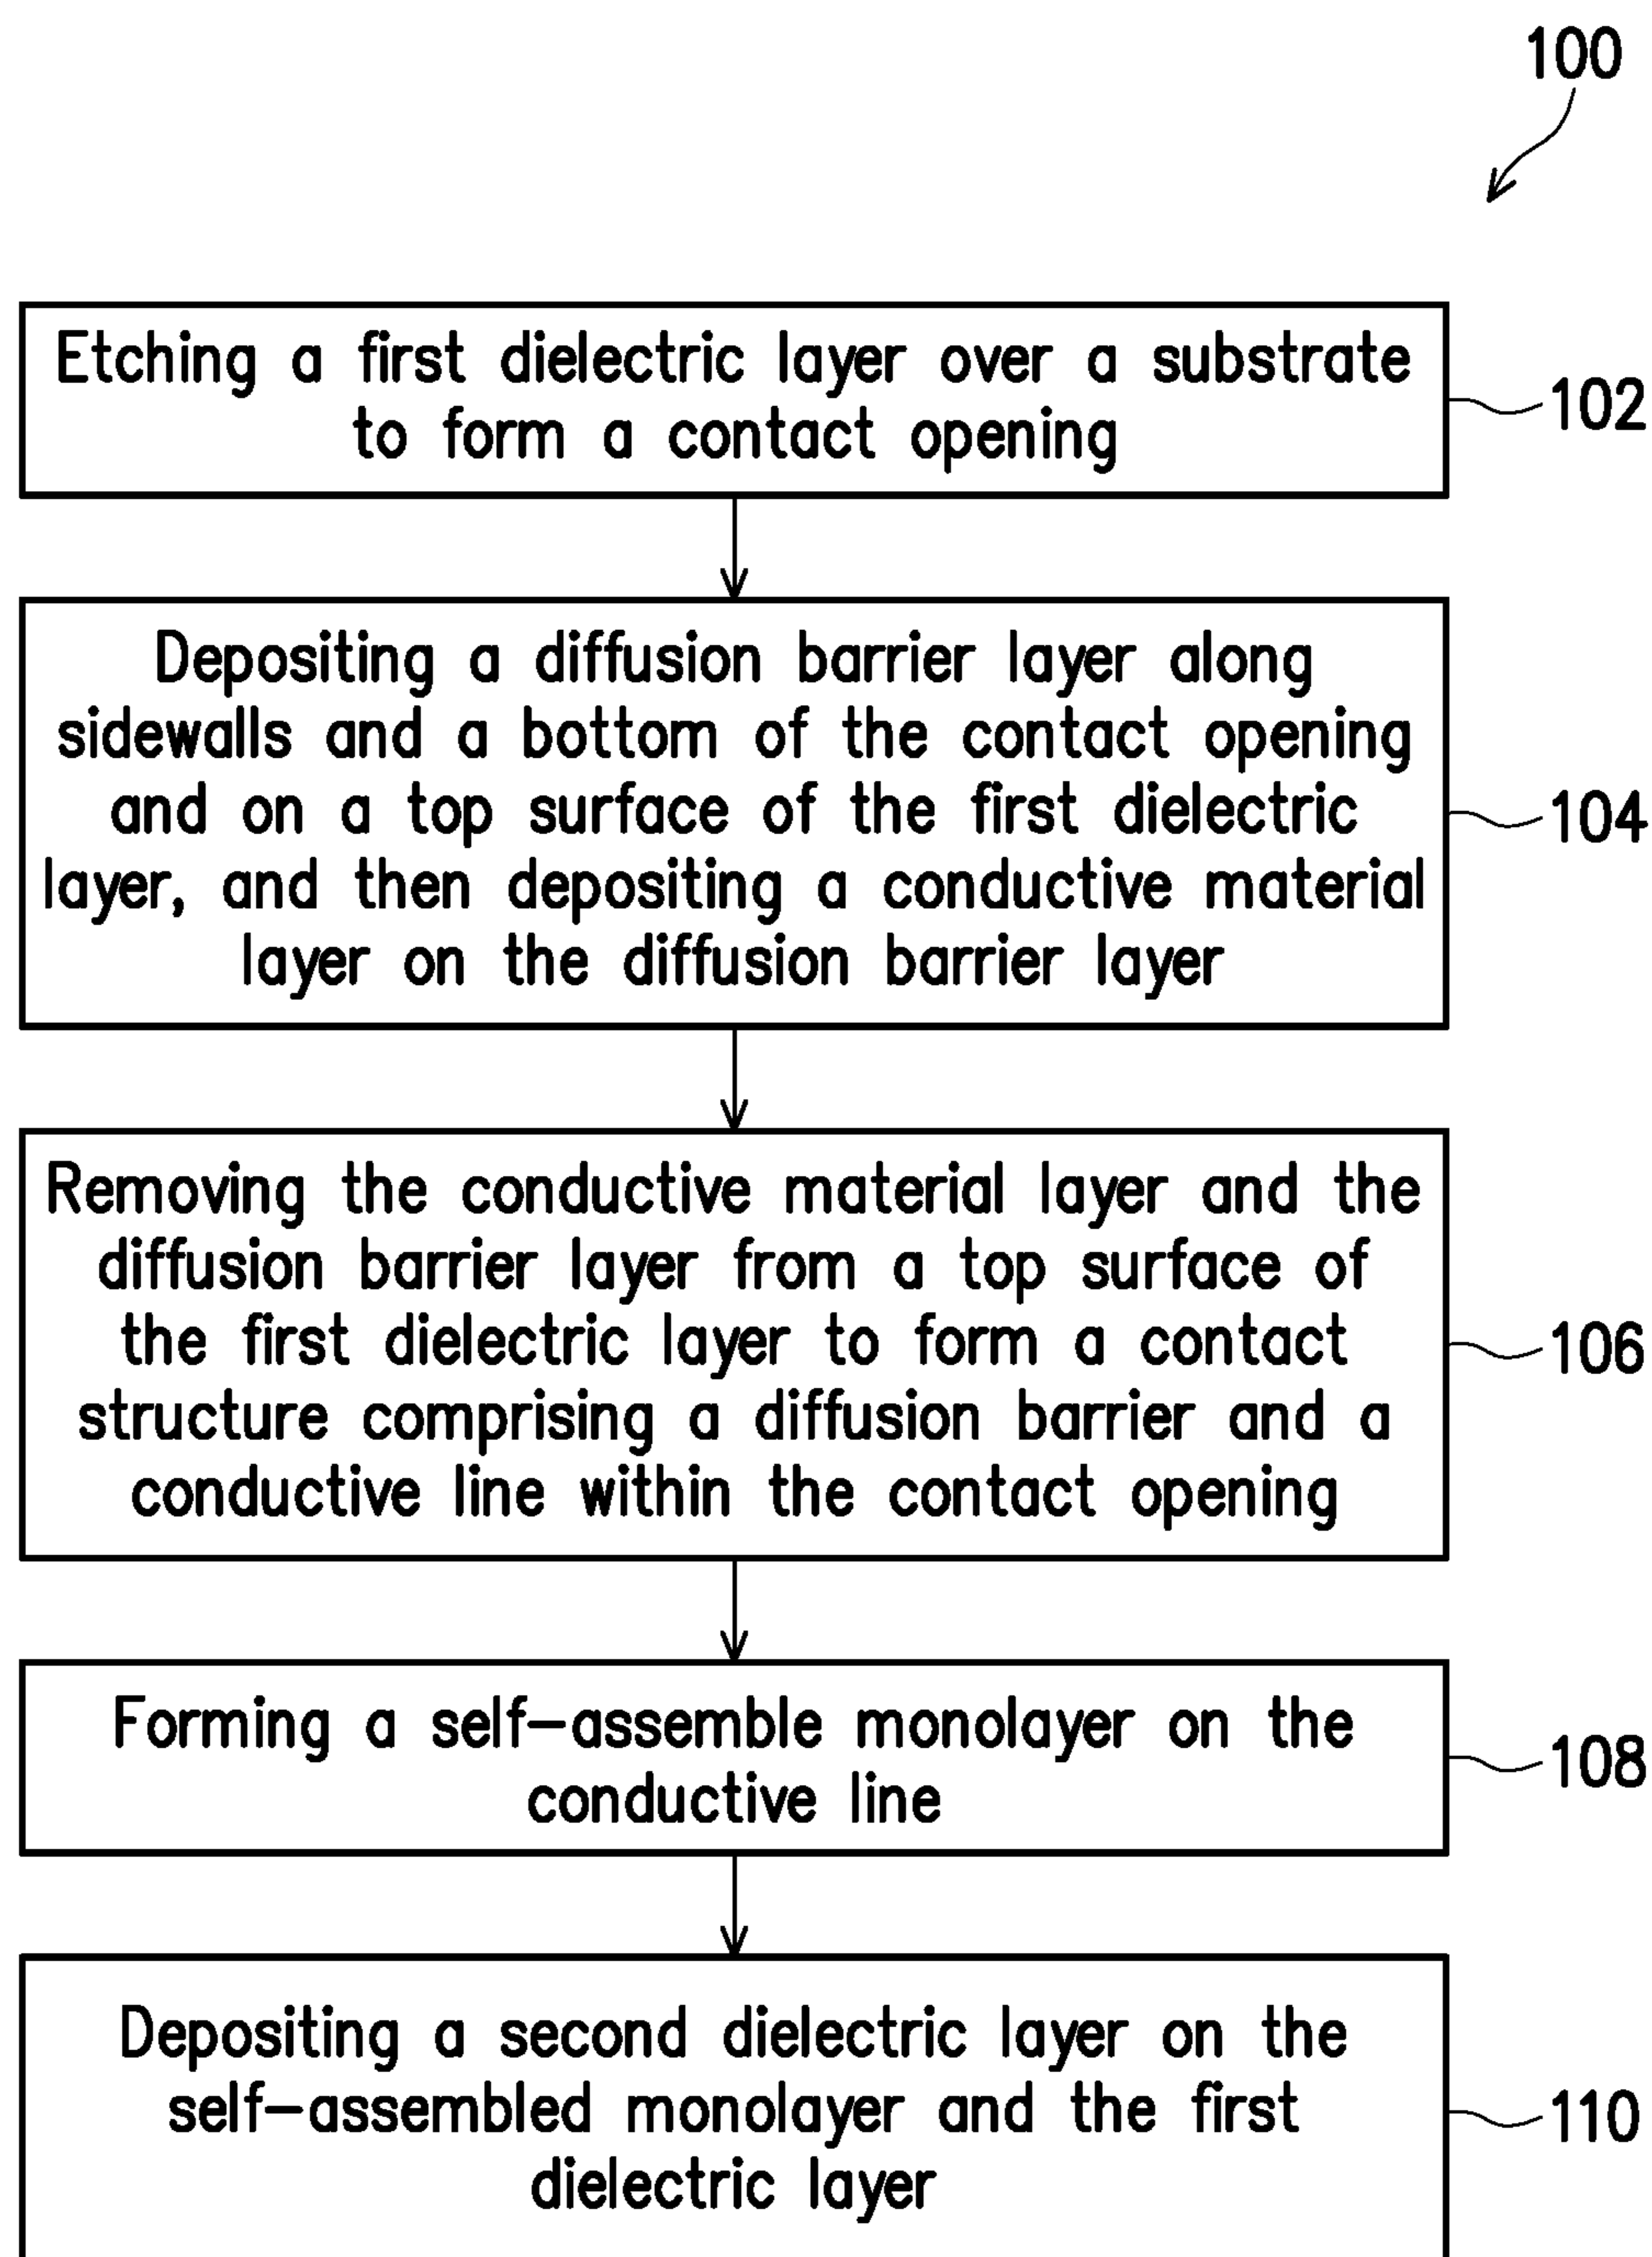 100
Etching a first dielectric layer over a substrate
to form a contact opening
102
Depositing a diffusion barrier layer along
sidewalls and a bottom of the contact opening
and on a top surface of the first dielectric
layer, and then depositing a conductive material
layer on the diffusion barrier layer
104
Removing the conductive material layer and the
diffusion barrier layer from a top surface of
the first dielectric layer to form a contact
structure comprising a diffusion barrier and a
conductive line within the contact opening
106
Forming a self-assemble monolayer on the
conductive line
108
Depositing a second dielectric layer on the
self-assembled monolayer and the first
dielectric layer
110